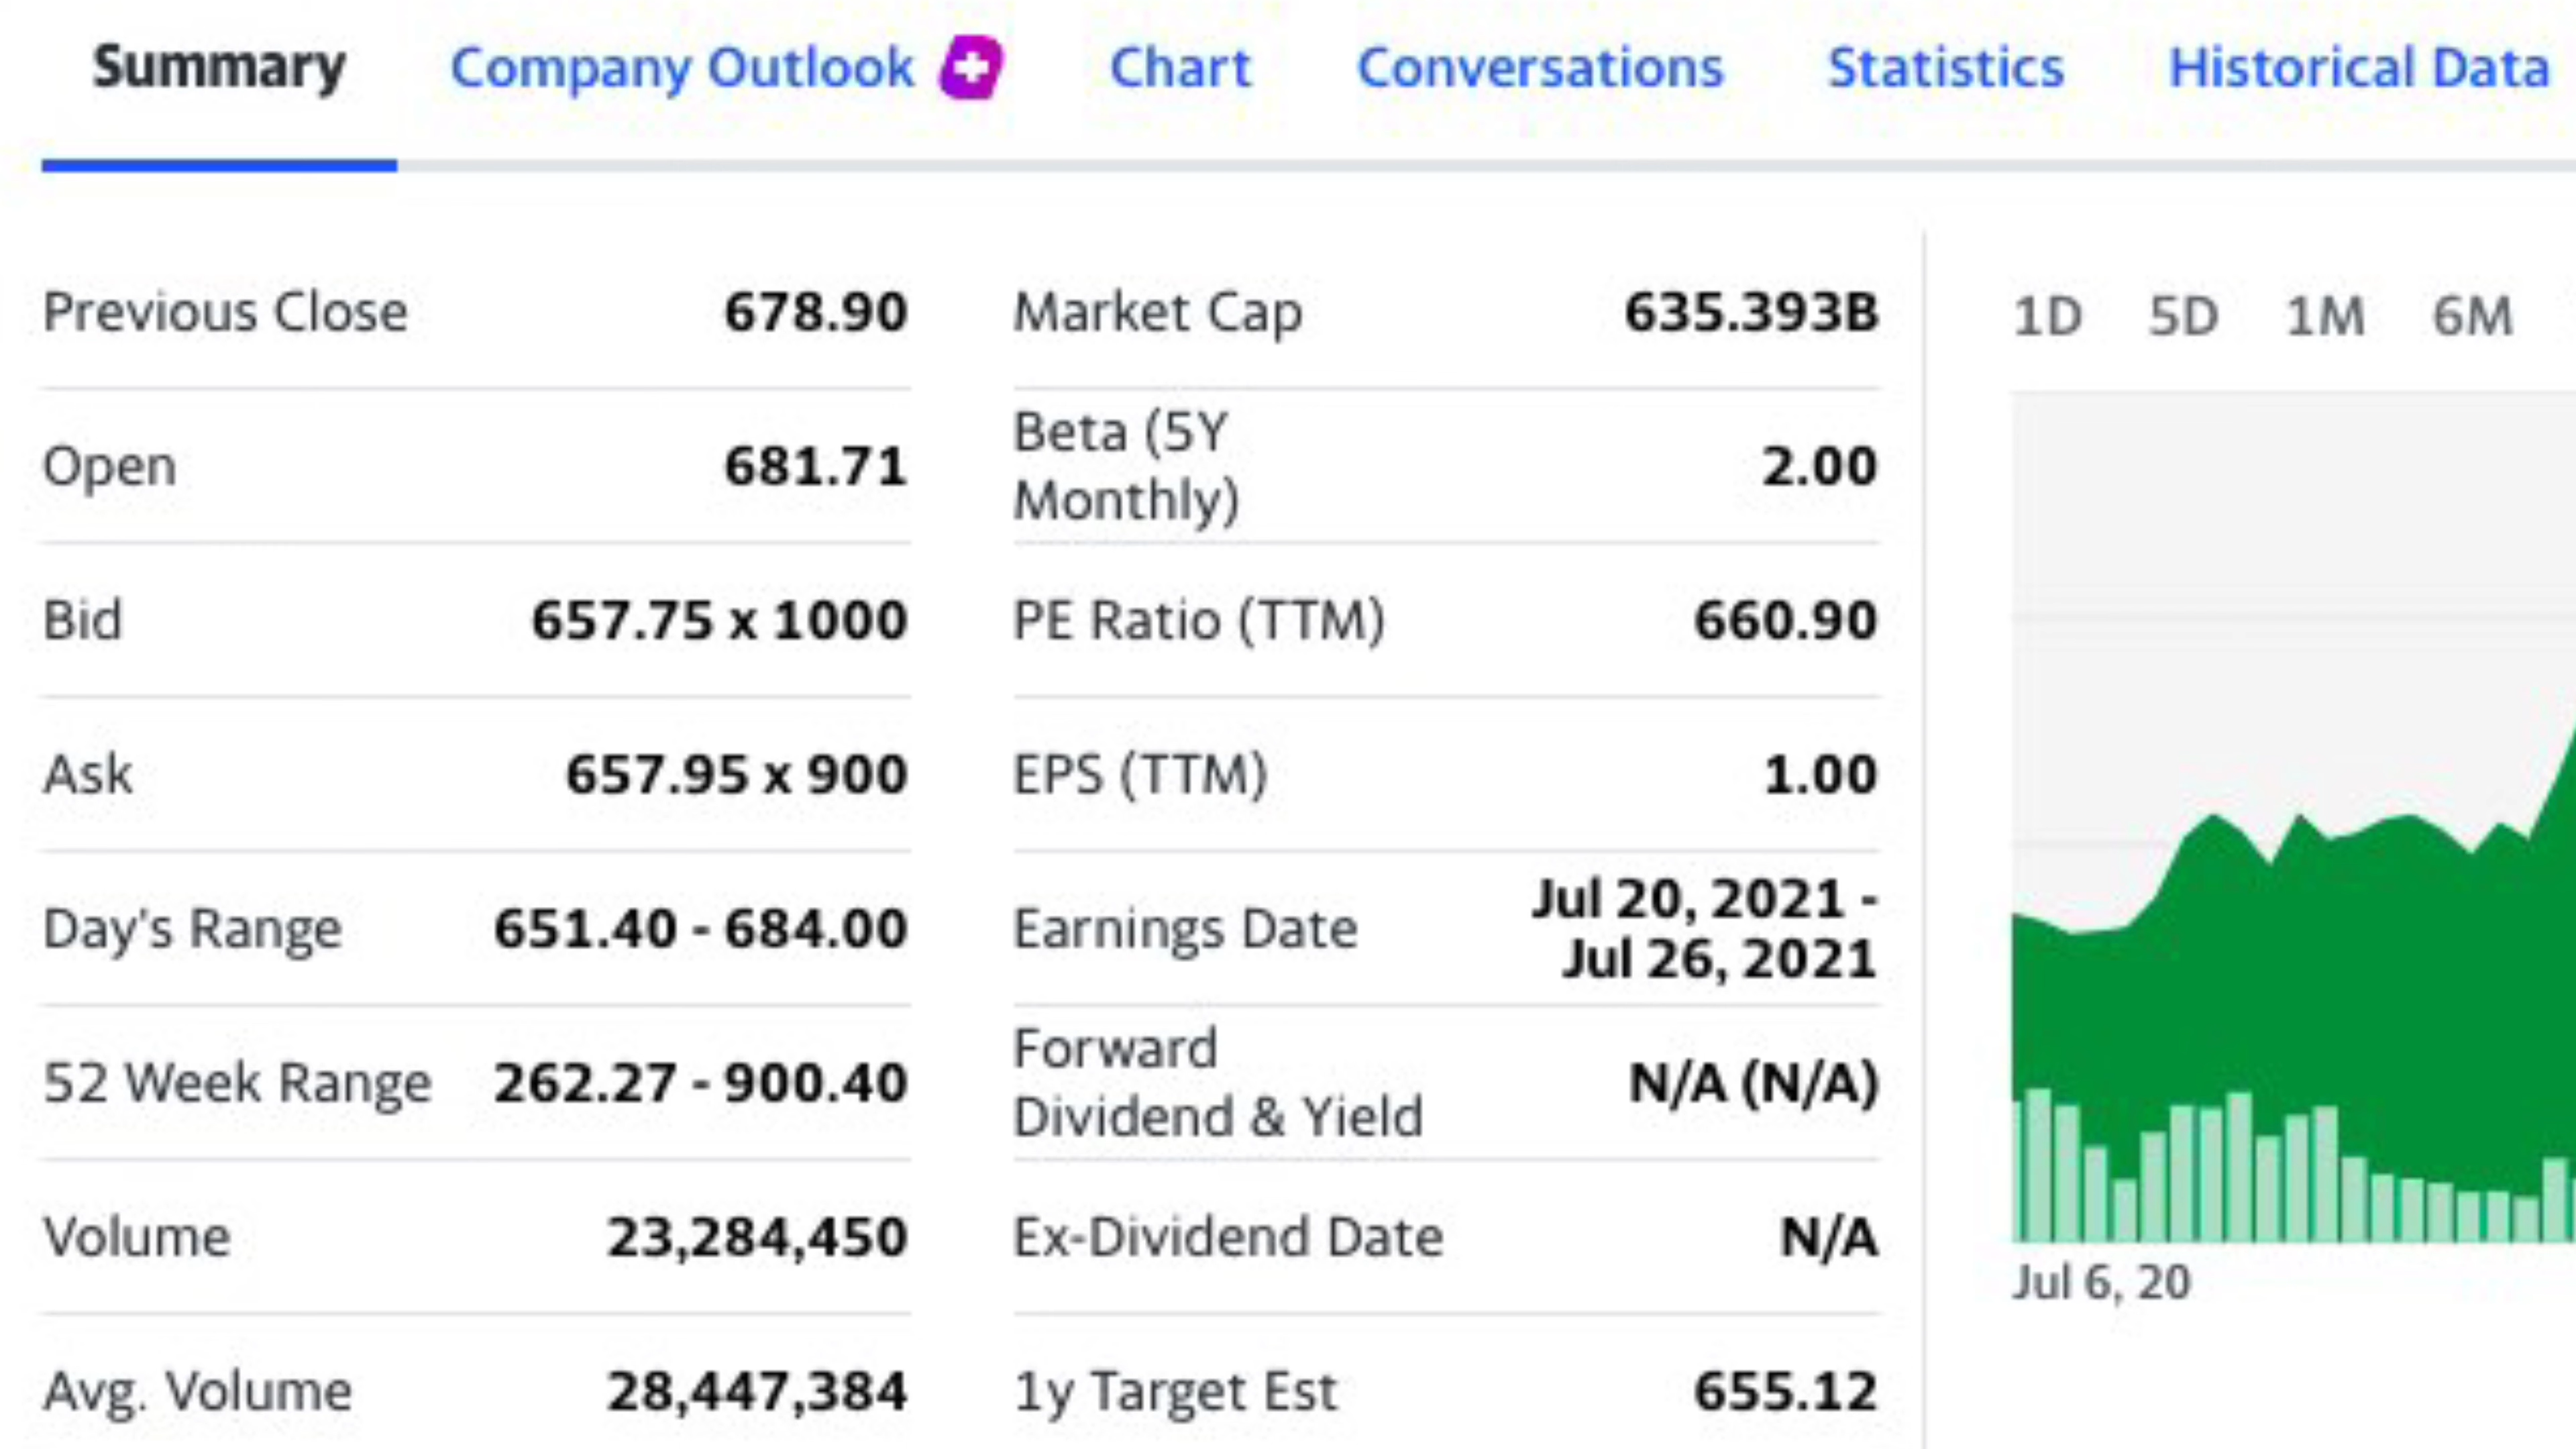 Summary Company Outlook Chart Conversations Statistics Historical Data
Previous Close 678.90
Open 681.71
Bid 657.75 x 1000
Ask 657.95 x 900
Day's Range 651.40 - 684.00
52 Week Range 262.27 - 900.40
Volume 23,284,450
Avg. Volume 28,447,384
Market Cap 635.393B
Beta (5Y
Monthly) 2.00
PE Ratio (TTM) 660.90
EPS (TTM) 1.00
Earnings Date Jul 20, 2021 -
Jul 26, 2021
Forward
Dividend & Yield N/A (N/A)
Ex-Dividend Date N/A
1y Target Est 655.12
1D 5D 1M 6M
Jul 6, 20